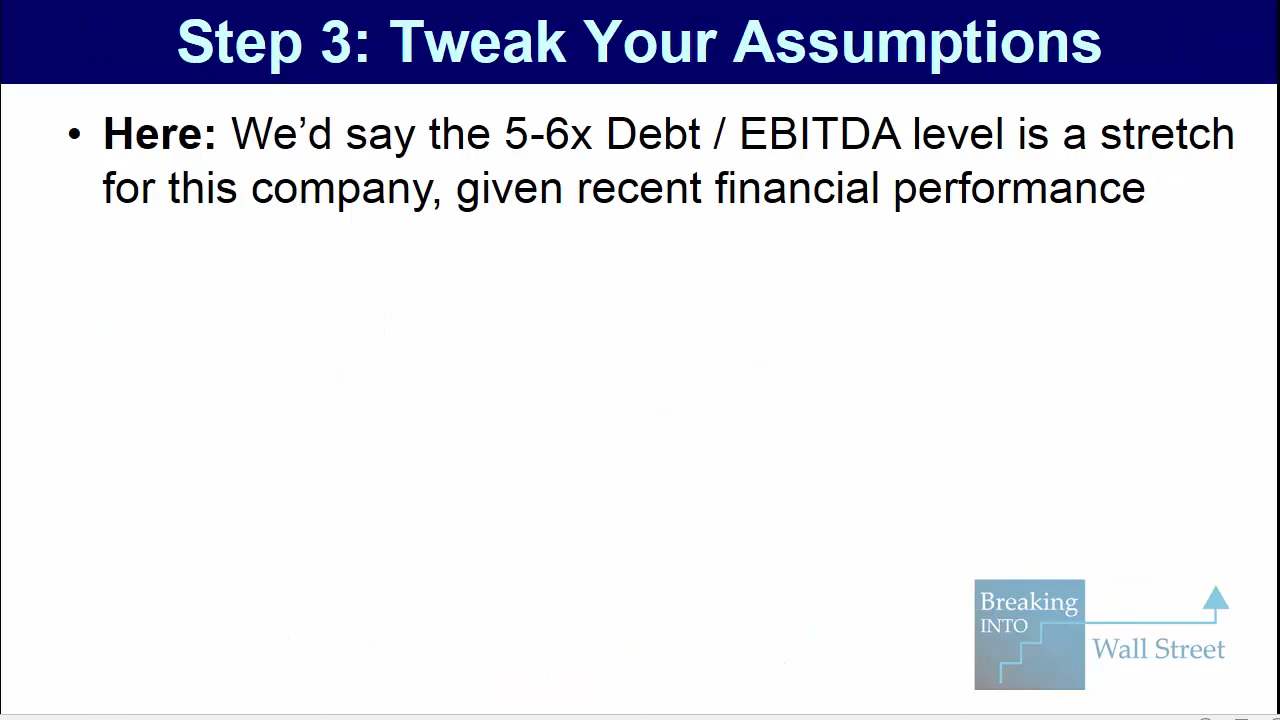 Step 3: Tweak Your Assumptions
• Here: We’d say the 5-6x Debt / EBITDA level is a stretch
for this company, given recent financial performance
Breaking
INTO
Wall Street